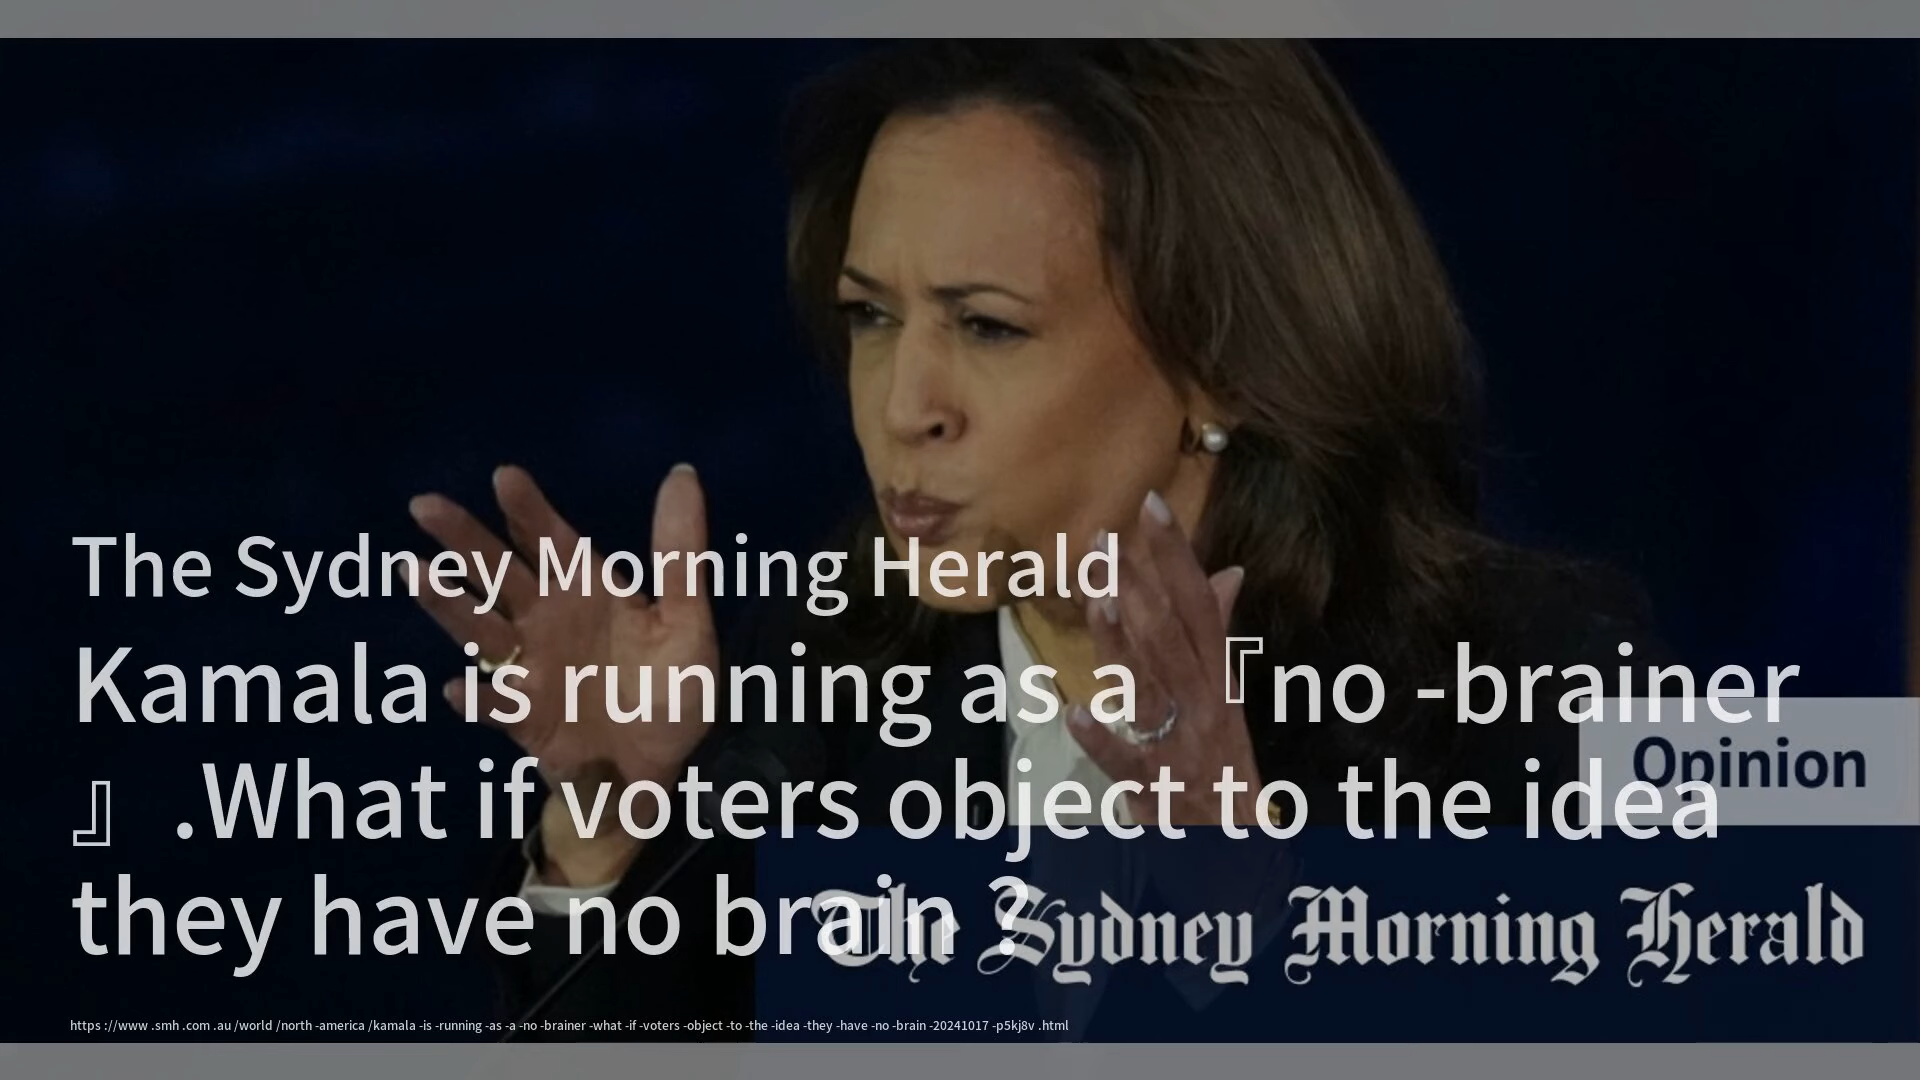 The Sydney Morning Herald
Kamala is running as a 『no -brainer
』 .What if voters object to the idea
they have no brain ?
Opinion
The Sydney Morning Herald
https ://www .smh .com .au /world /north -america /kamala -is -running -as -a -no -brainer -what -if -voters -object -to -the -idea -they -have -no -brain -20241017 -p5kj8v .html